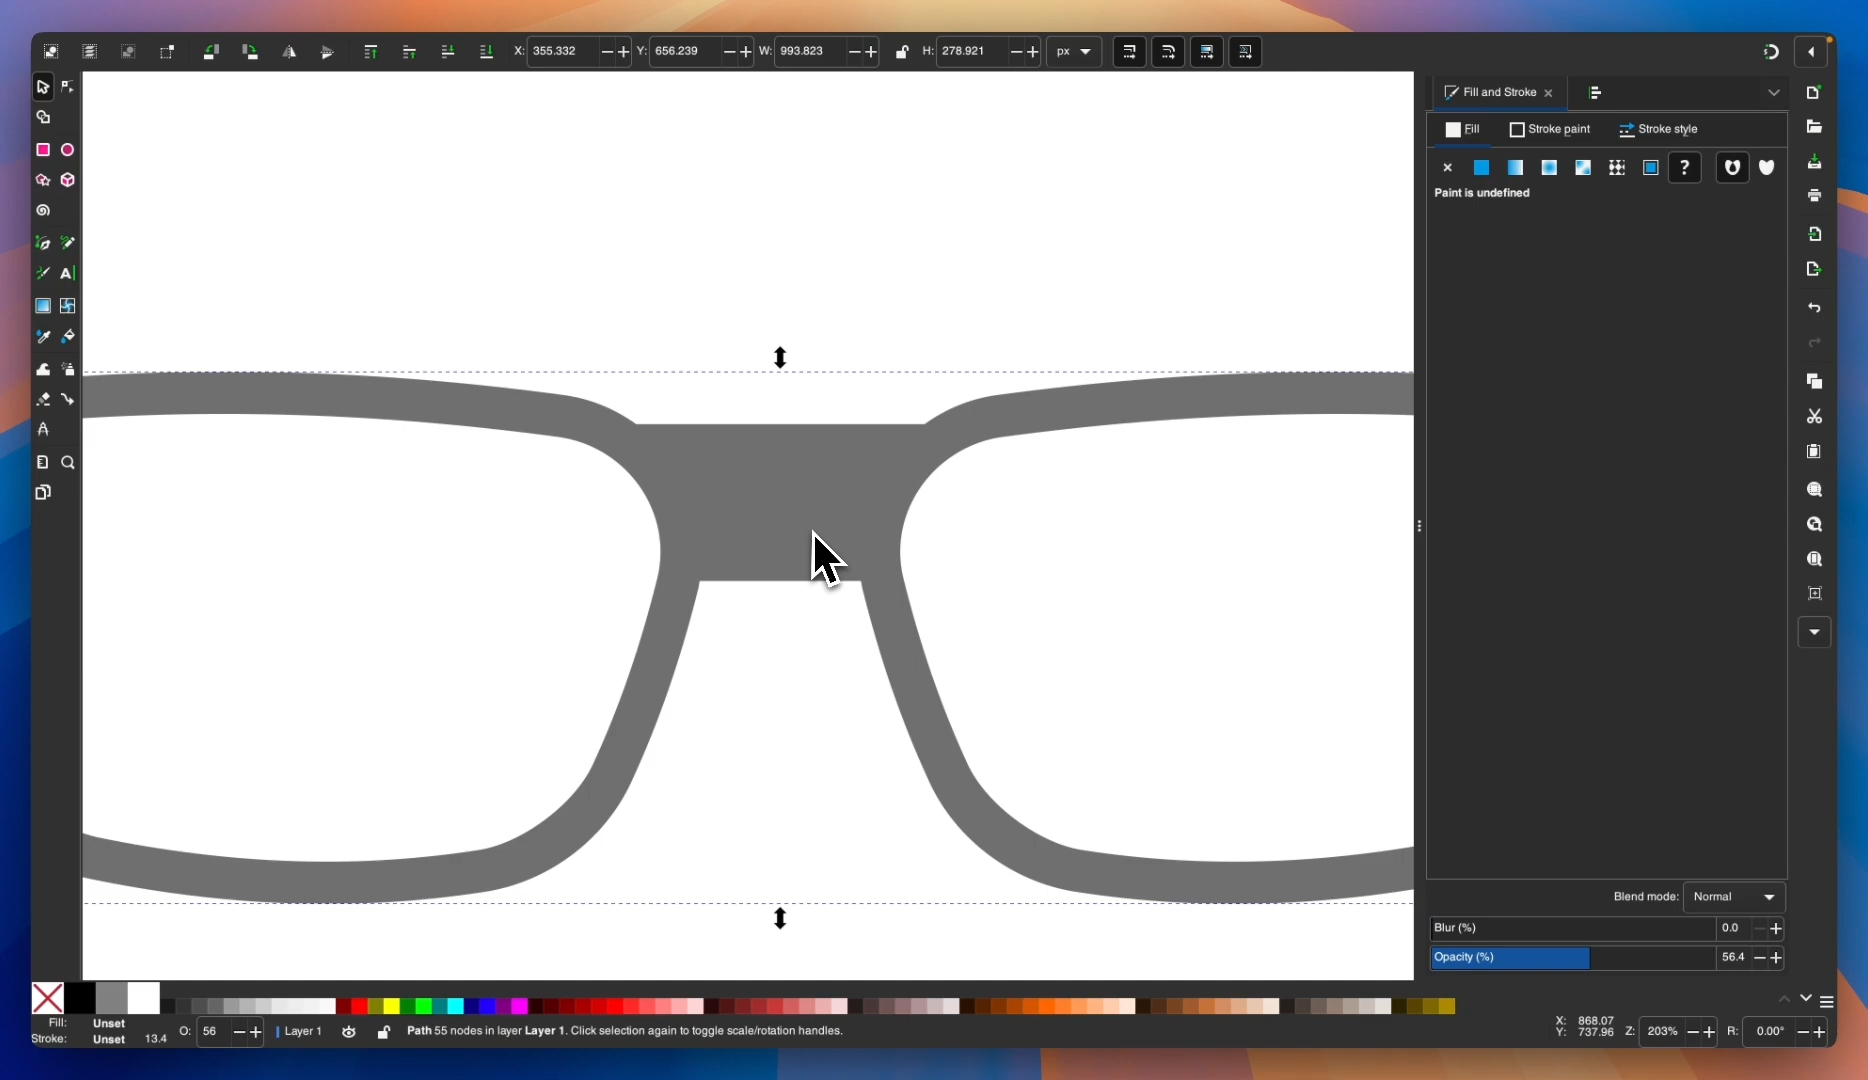 X: 355.332 Y: 656.239 W: 993.823 H: 278.921 px
Fill and Stroke
Fill Stroke paint Stroke style
?
Paint is undefined
A
Blend mode: Normal
Blur (%) 0.0
Opacity (%) 56.4
Fill: Unset
Stroke: Unset 13.4
O: 56 Layer 1 Path 55 nodes in layer Layer 1. Click selection again to toggle scale/rotation handles.
X: 868.07
Y: 737.96
Z: 203% R: 0.00°